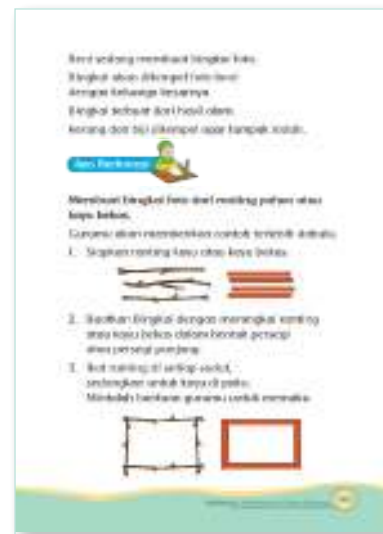 Beni sedang membuat bingkai foto.
Bingkai akan ditempel foto Beni
dengan keluarga besarnya.
Bingkai terbuat dari hasil alam.
kerang dan biji ditempel agar tampak indah.
Ayo Berkreasi
Membuat bingkai foto dari ranting pohon atau
kayu bekas.
Gurumu akan memberikan contoh terlebih dahulu.
1. Siapkan ranting kayu atau kayu bekas.
2. Buatkan bingkai dengan merangkai ranting
atau kayu bekas dalam bentuk persegi
atau persegi panjang.
3. Ikat ranting di setiap sudut,
sedangkan untuk kayu di paku.
Mintalah bantuan gurumu untuk memaku.